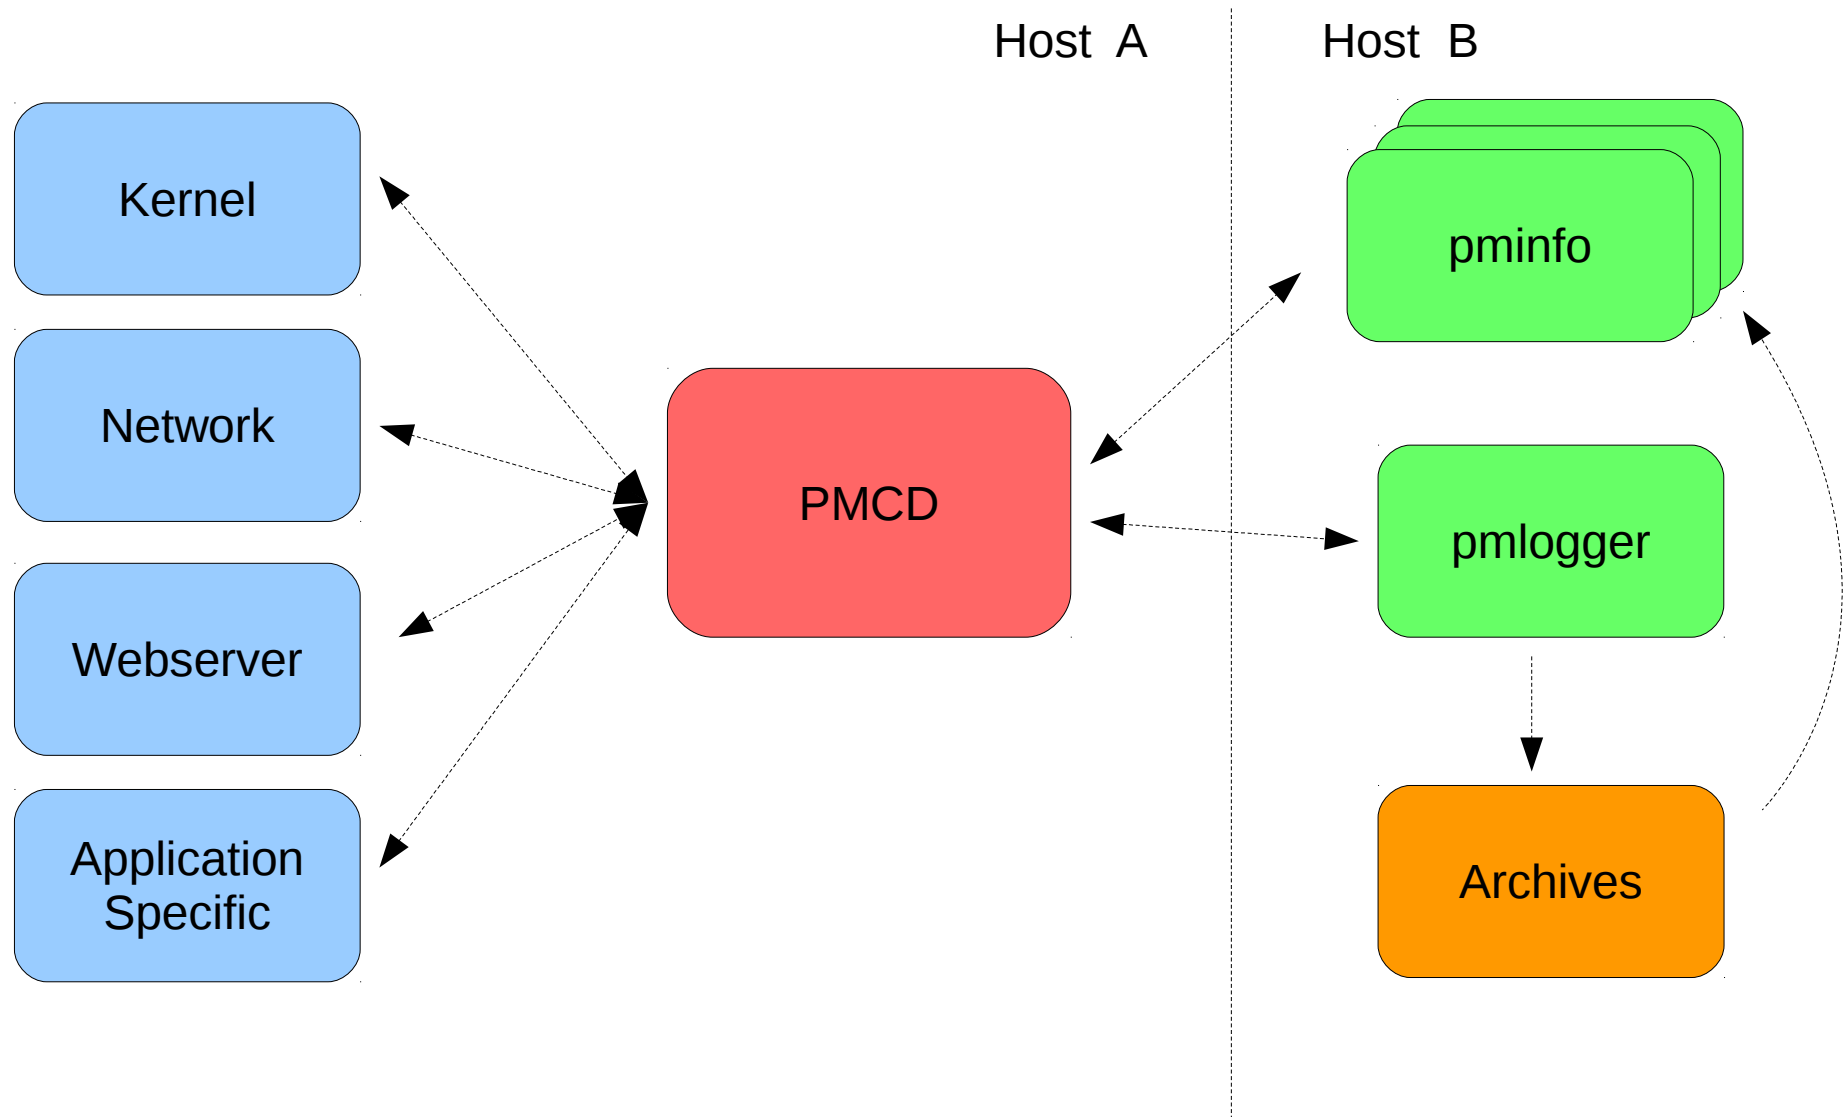 Host A
Host B
Kernel
pminfo
Network
PMCD
pmlogger
Webserver
Application
Specific
Archives